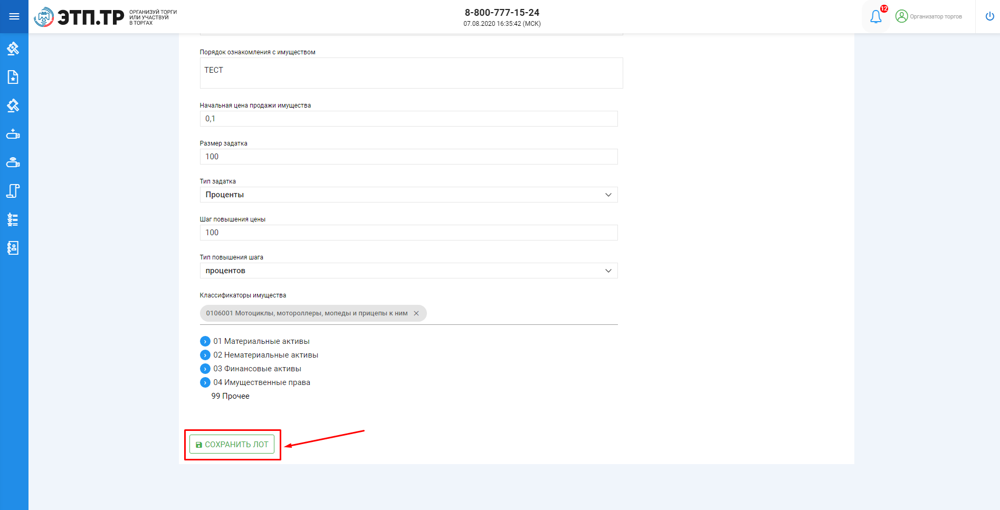 ЭТП.ТР
ОРГАНИЗУЙ ТОРГИ
ИЛИ УЧАСТВУЙ
В ТОРГАХ
8-800-777-15-24
07.08.2020 16:35:42 (МСК)
12
Организатор торгов
Порядок ознакомления с имуществом
ТЕСТ
Начальная цена продажи имущества
0,1
Размер задатка
100
Тип задатка
Проценты
Шаг повышения цены
100
Тип повышения шага
процентов
Классификаторы имущества
0106001 Мотоциклы, мотороллеры, мопеды и прицепы к ним
01 Материальные активы
02 Нематериальные активы
03 Финансовые активы
04 Имущественные права
99 Прочее
СОХРАНИТЬ ЛОТ